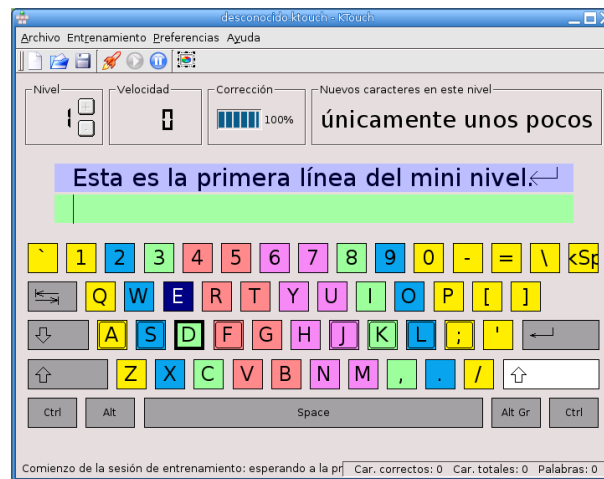 desconocido.ktouch - KTouch
Archivo Entrenamiento Preferencias Ayuda
Nivel Velocidad Corrección Nuevos caracteres en este nivel
1 0 100% únicamente unos pocos
Esta es la primera línea del mini nivel.
` 1 2 3 4 5 6 7 8 9 0 - = \ <Sp
Q W E R T Y U I O P [ ]
A S D F G H J K L ; '
Z X C V B N M , . /
Ctrl Alt Space Alt Gr Ctrl
Comienzo de la sesión de entrenamiento: esperando a la pr Car. correctos: 0 Car. totales: 0 Palabras: 0